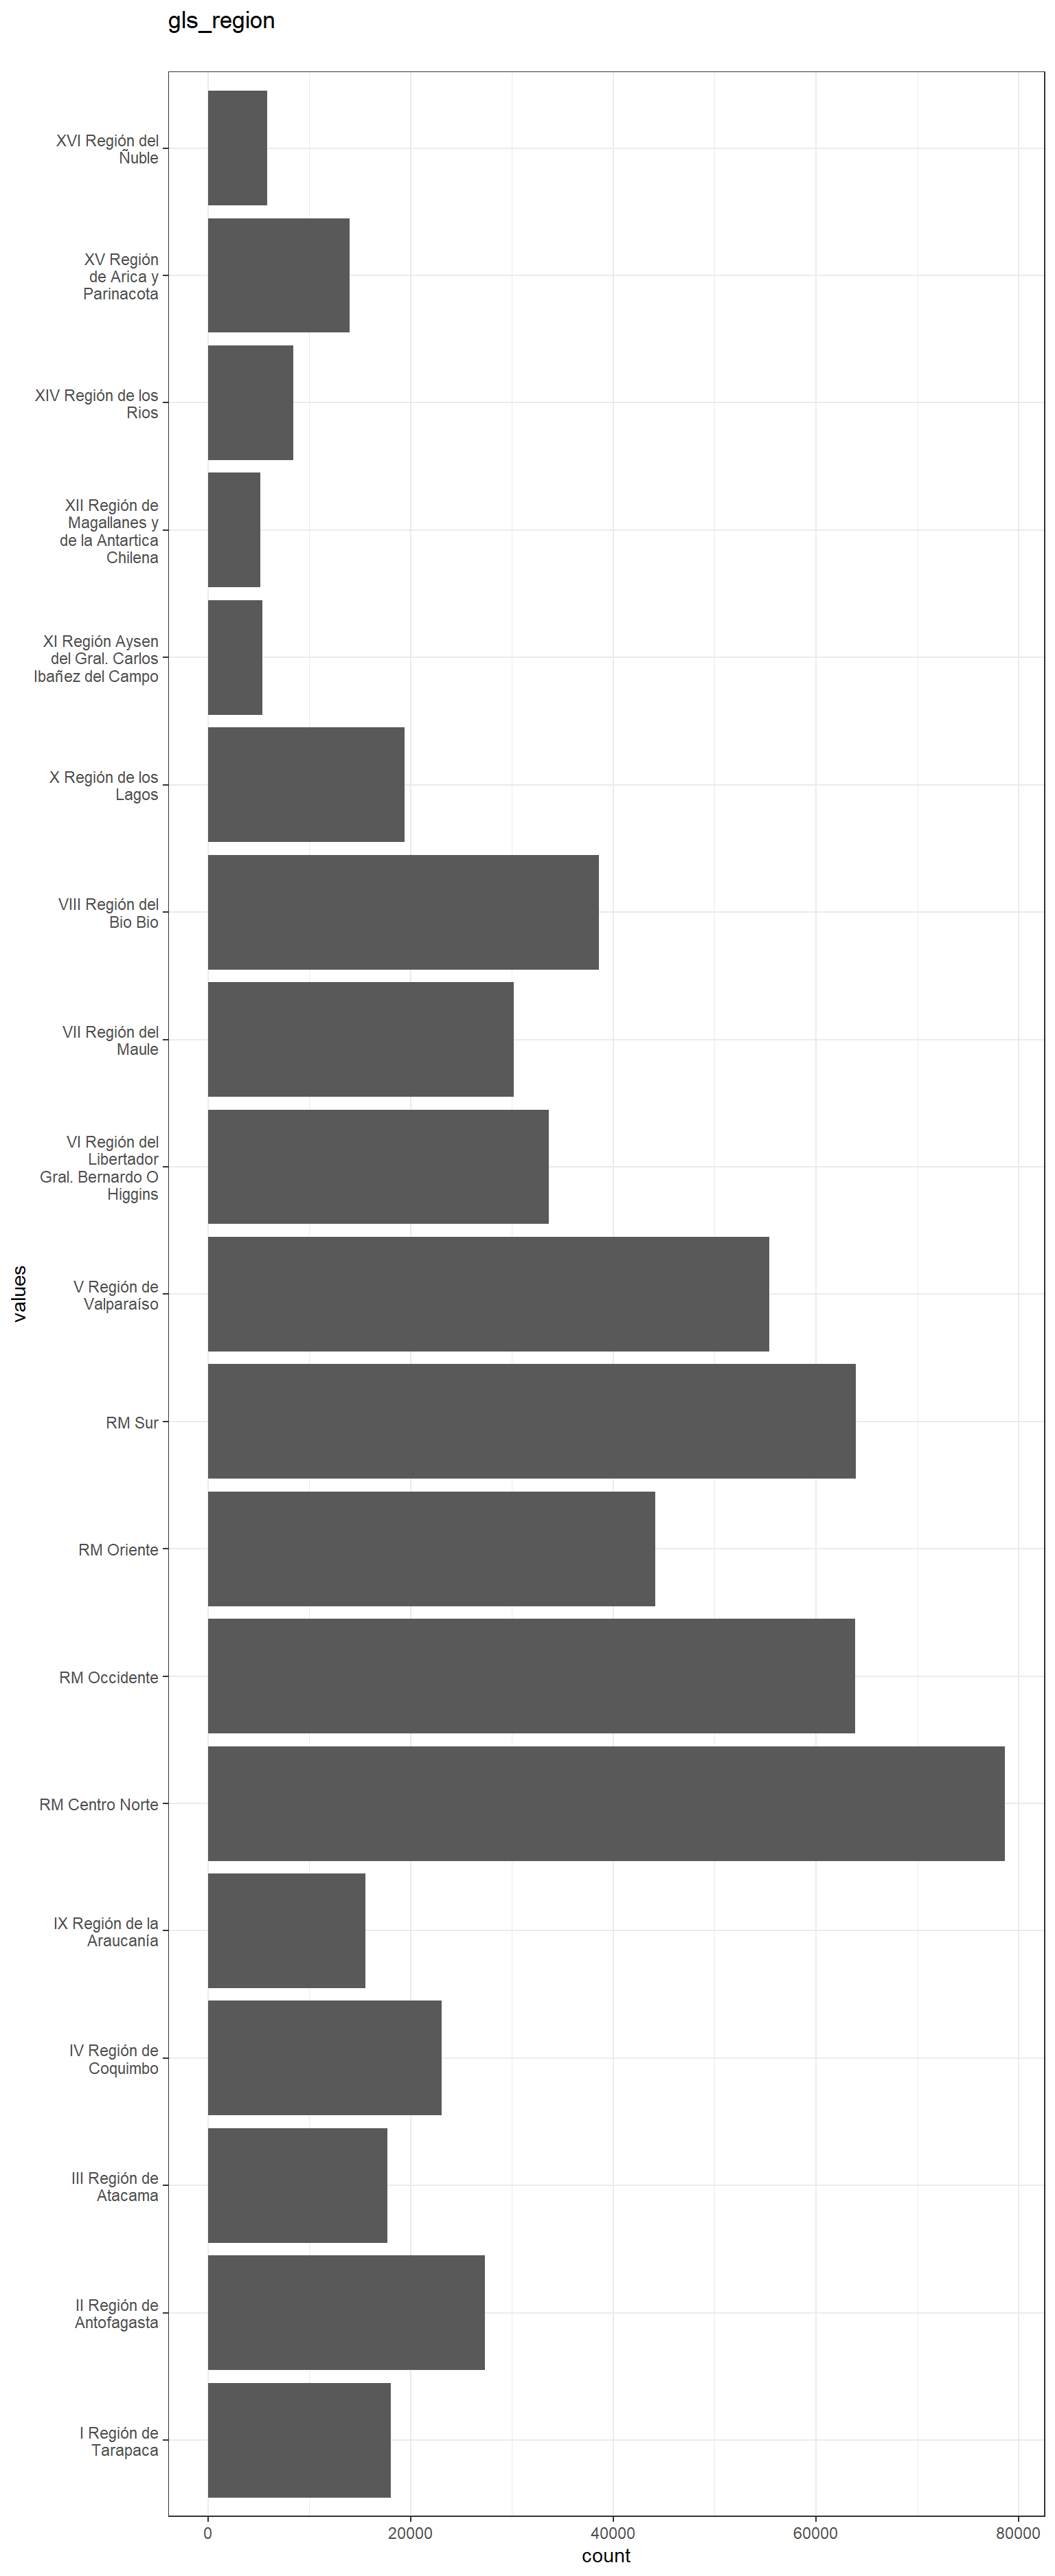 gls_region
XVI Región del
Ñuble
XV Región
de Arica y
Parinacota
XIV Región de los
Rios
XII Región de
Magallanes y
de la Antartica
Chilena
XI Región Aysen
del Gral. Carlos
Ibañez del Campo
X Región de los
Lagos
VIII Región del
Bio Bio
VII Región del
Maule
VI Región del
Libertador
Gral. Bernardo O
Higgins
V Región de
Valparaíso
RM Sur
RM Oriente
RM Occidente
RM Centro Norte
IX Región de la
Araucanía
IV Región de
Coquimbo
III Región de
Atacama
II Región de
Antofagasta
I Región de
Tarapaca
values
0 20000 40000 60000 80000
count